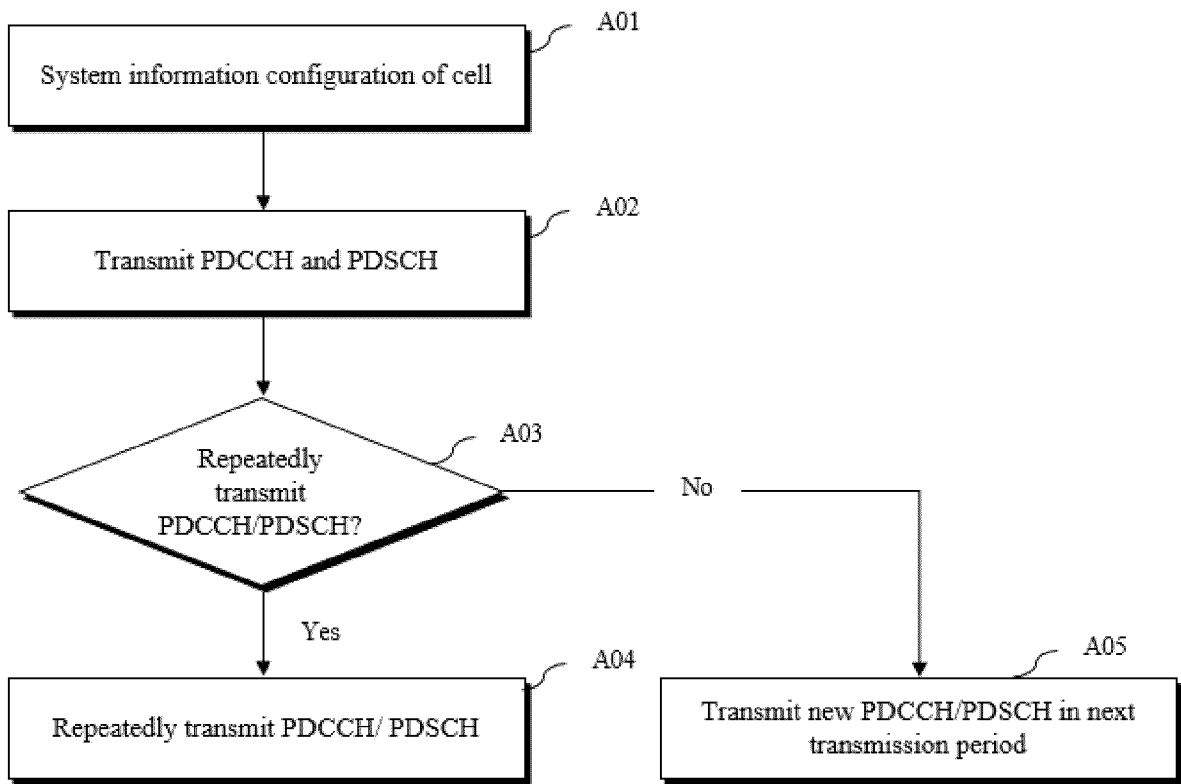 A01
System information configuration of cell
A02
Transmit PDCCH and PDSCH
A03
Repeatedly
transmit
PDCCH/PDSCH?
No
Yes
A04
Repeatedly transmit PDCCH/ PDSCH
A05
Transmit new PDCCH/PDSCH in next
transmission period